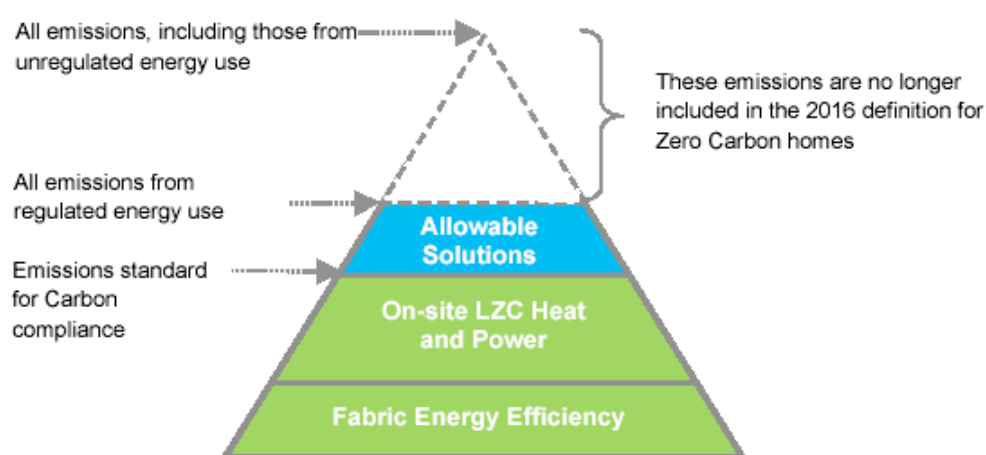 All emissions, including those from
unregulated energy use
These emissions are no longer
included in the 2016 definition for
Zero Carbon homes
All emissions from
regulated energy use
Allowable
Solutions
Emissions standard
for Carbon
compliance
On-site LZC Heat
and Power
Fabric Energy Efficiency